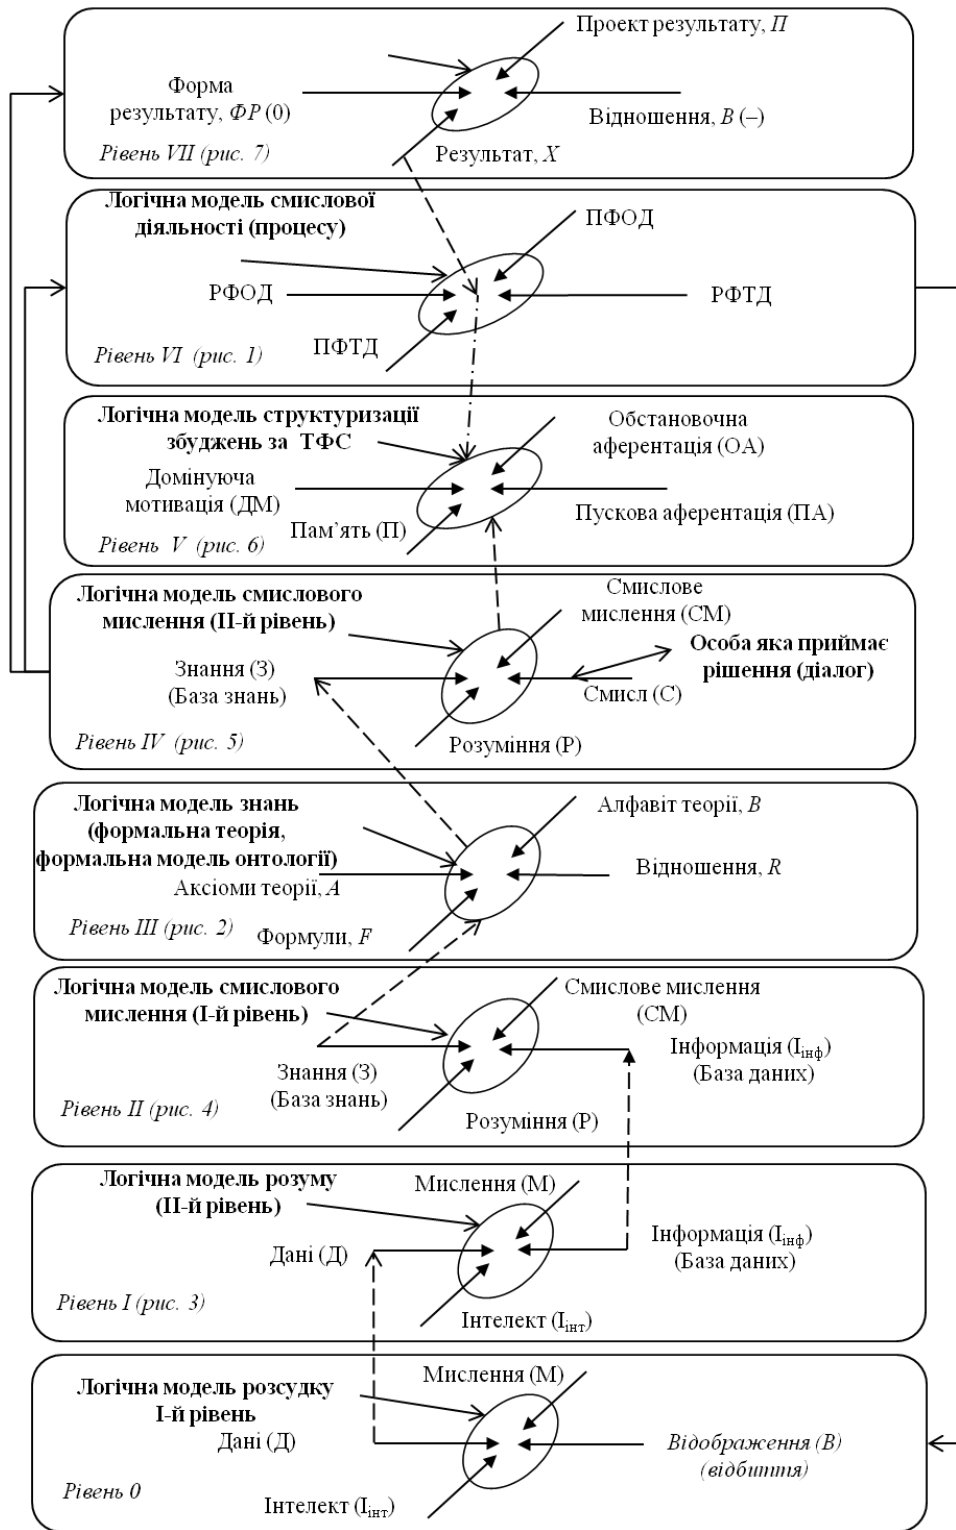 Проект результату, П
Форма
результату, ФР (0)
Відношення, В (–)
Рівень VII (рис. 7)
Результат, X
Логічна модель смислової
діяльності (процесу)
ПФОД
РФОД
РФТД
ПФТД
Рівень VI (рис. 1)
Логічна модель структуризації
збуджень за ТФС
Обстановочна
аферентація (ОА)
Домінуюча
мотивація (ДМ)
Пускова аферентація (ПА)
Пам’ять (П)
Рівень V (рис. 6)
Логічна модель смислового
мислення (ІІ-й рівень)
Смислове
мислення (СМ)
Особа яка приймає
рішення (діалог)
Знання (З)
(База знань)
Смисл (С)
Рівень IV (рис. 5)
Розуміння (Р)
Логічна модель знань
(формальна теорія,
формальна модель онтології)
Алфавіт теорії, B
Відношення, R
Аксіоми теорії, A
Рівень III (рис. 2)
Формули, F
Логічна модель смислового
мислення (І-й рівень)
Смислове мислення
(СМ)
Інформація (Іінф)
(База даних)
Знання (З)
(База знань)
Рівень II (рис. 4)
Розуміння (Р)
Логічна модель розуму
(ІІ-й рівень)
Мислення (М)
Інформація (Іінф)
(База даних)
Дані (Д)
Рівень I (рис. 3)
Інтелект (Іінт)
Логічна модель розсудку
І-й рівень
Мислення (М)
Дані (Д)
Відображення (В)
(відбиття)
Рівень 0
Інтелект (Іінт)